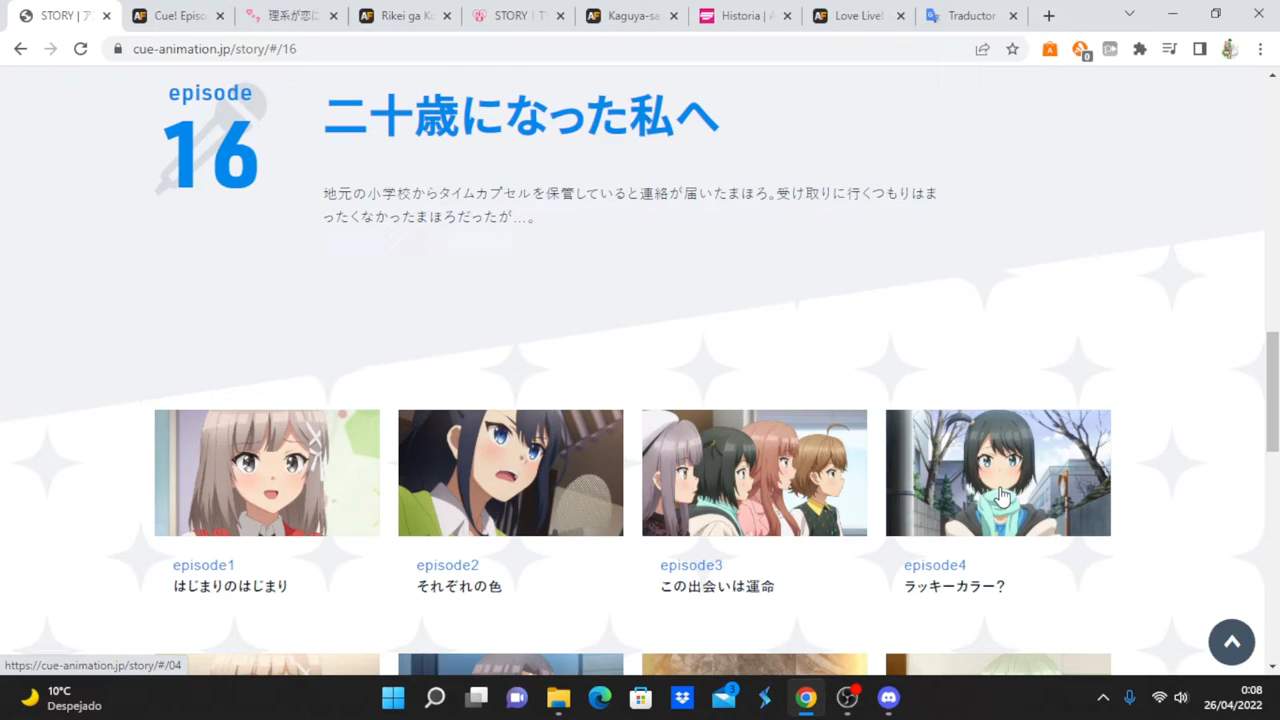 STORY | ア
Cue! Episo
理系が恋に
Rikei ga Ko
STORY | T
Kaguya-sa
Historia | A
Love Live!
Traductor
cue-animation.jp/story/#/16
0
episode
16
二十歳になった私へ
地元の小学校からタイムカプセルを保管していると連絡が届いたまほろ。受け取りに行くつもりはま
ったくなかったまほろだったが…。
episode1
はじまりのはじまり
episode2
それぞれの色
episode3
この出会いは運命
episode4
ラッキーカラー？
https://cue-animation.jp/story/#/04
10°C
Despejado
3
0:08
26/04/2022